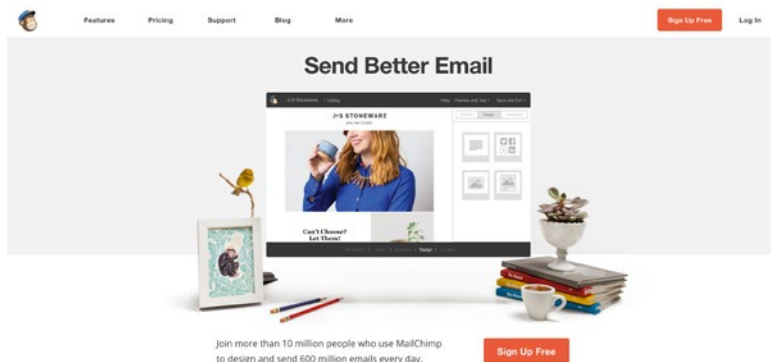 Features
Pricing
Support
Blog
More
Sign Up Free
Log In
Send Better Email
J+S STONEWARE
Design
Can't Choose?
Let Them!
Design
Join more than 10 million people who use MailChimp
to design and send 600 million emails every day.
Sign Up Free